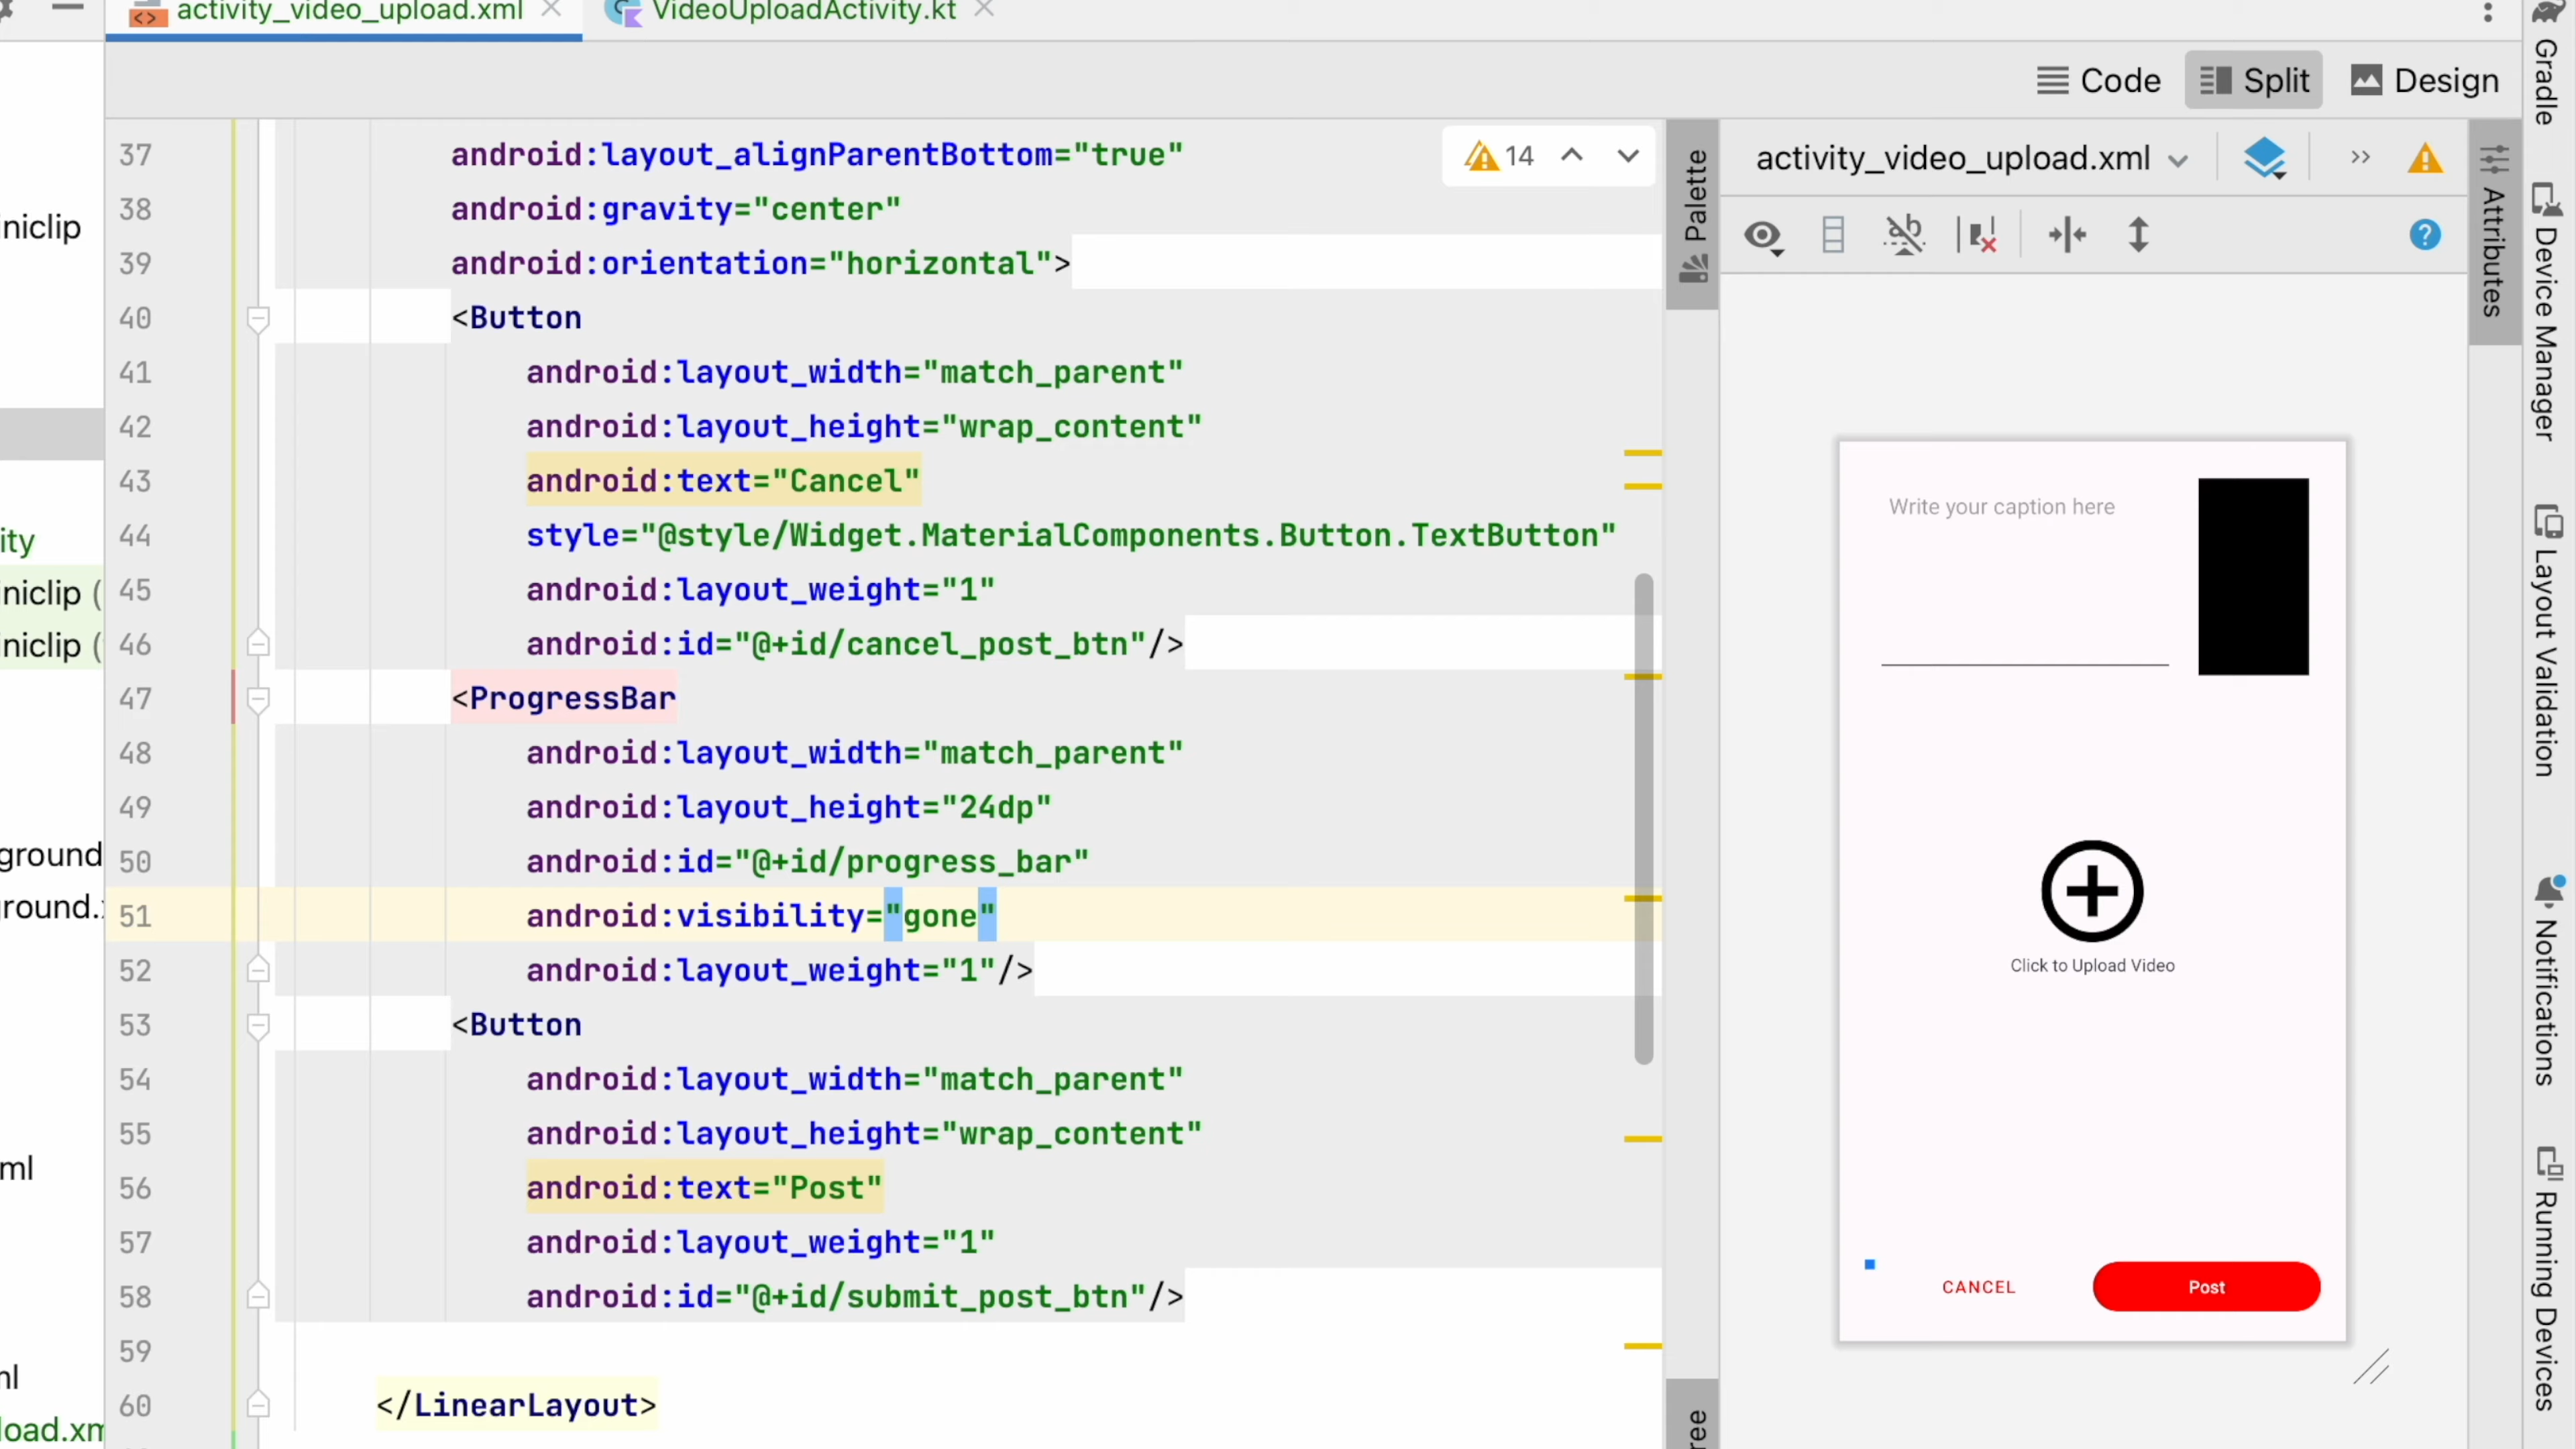 activity_video_upload.xml
VideoUploadActivity.kt
Code
Split
Design
iniclip
ity
iniclip (
iniclip (
ground
round.
ml
load.xm
37 android:layout_alignParentBottom="true"
38 android:gravity="center"
39 android:orientation="horizontal">
40 <Button
41 android:layout_width="match_parent"
42 android:layout_height="wrap_content"
43 android:text="Cancel"
44 style="@style/Widget.MaterialComponents.Button.TextButton"
45 android:layout_weight="1"
46 android:id="@+id/cancel_post_btn"/>
47 <ProgressBar
48 android:layout_width="match_parent"
49 android:layout_height="24dp"
50 android:id="@+id/progress_bar"
51 android:visibility="gone"
52 android:layout_weight="1"/>
53 <Button
54 android:layout_width="match_parent"
55 android:layout_height="wrap_content"
56 android:text="Post"
57 android:layout_weight="1"
58 android:id="@+id/submit_post_btn"/>
59
60 </LinearLayout>
14
Palette
ree
activity_video_upload.xml
Write your caption here
Click to Upload Video
CANCEL
Post
Attributes
Gradle
Device Manager
Layout Validation
Notifications
Running Devices